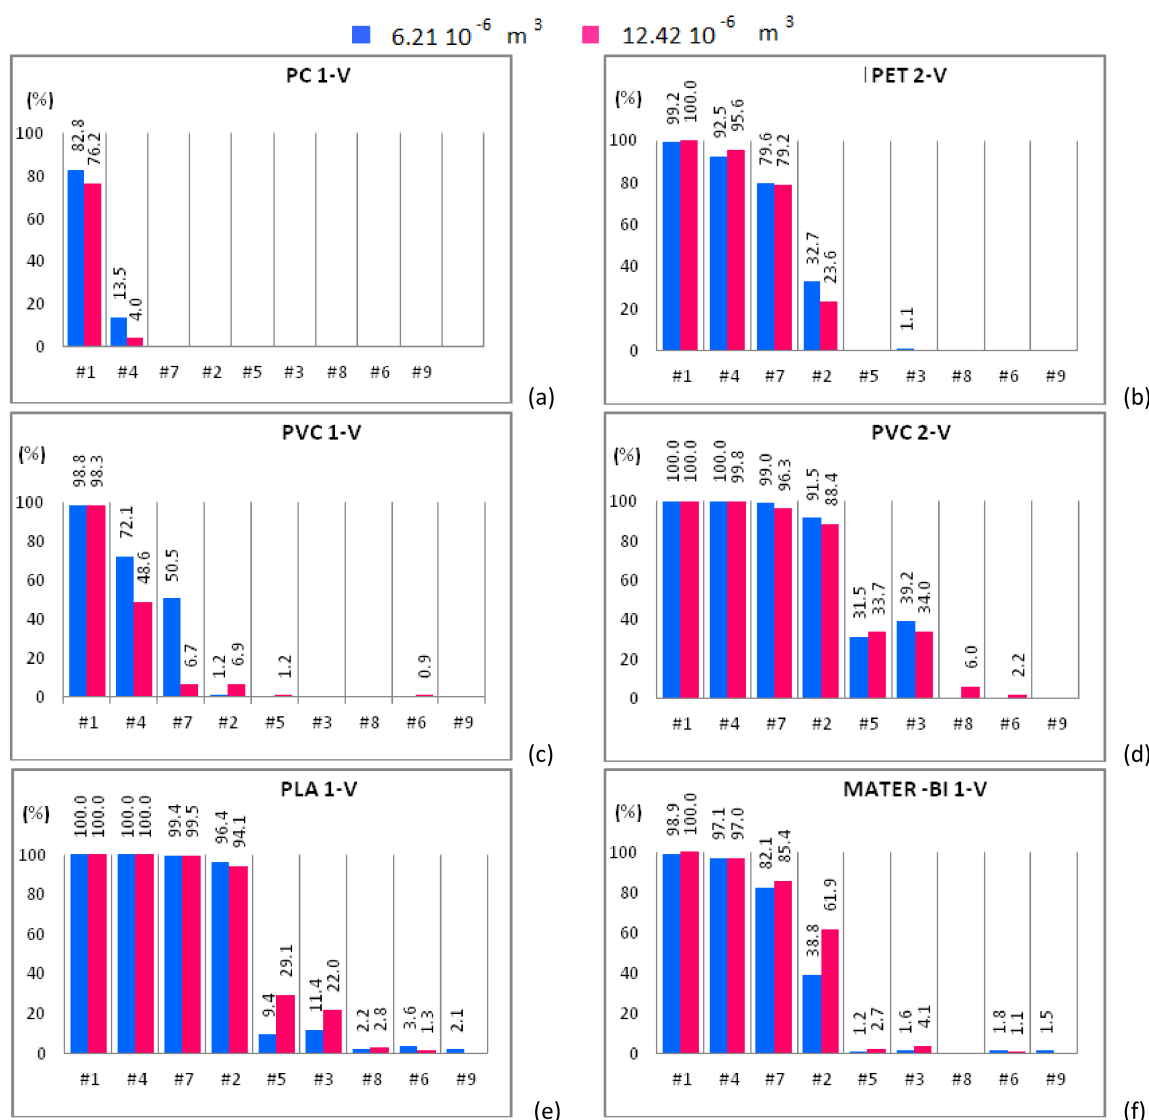 6.21 10⁻⁶ m³ 12.42 10⁻⁶ m³
PC 1-V
(%)
82.8 76.2 13.5 4.0
100
80
60
40
20
0
#1 #4 #7 #2 #5 #3 #8 #6 #9
(a)
PET 2-V
(%)
99.2 100.0 92.5 95.6 79.6 79.2 32.7 23.6 1.1
100
80
60
40
20
0
#1 #4 #7 #2 #5 #3 #8 #6 #9
(b)
PVC 1-V
(%)
98.8 98.3 72.1 48.6 50.5 6.7 1.2 6.9 1.2 0.9
100
80
60
40
20
0
#1 #4 #7 #2 #5 #3 #8 #6 #9
(c)
PVC 2-V
(%)
100.0 100.0 100.0 99.8 99.0 96.3 91.5 88.4 31.5 33.7 39.2 34.0 6.0 2.2
100
80
60
40
20
0
#1 #4 #7 #2 #5 #3 #8 #6 #9
(d)
PLA 1-V
(%)
100.0 100.0 100.0 100.0 99.4 99.5 96.4 94.1 9.4 29.1 11.4 22.0 2.2 2.8 3.6 1.3 2.1
100
80
60
40
20
0
#1 #4 #7 #2 #5 #3 #8 #6 #9
(e)
MATER -BI 1-V
(%)
98.9 100.0 97.1 97.0 82.1 85.4 38.8 61.9 1.2 2.7 1.6 4.1 1.8 1.1 1.5
100
80
60
40
20
0
#1 #4 #7 #2 #5 #3 #8 #6 #9
(f)